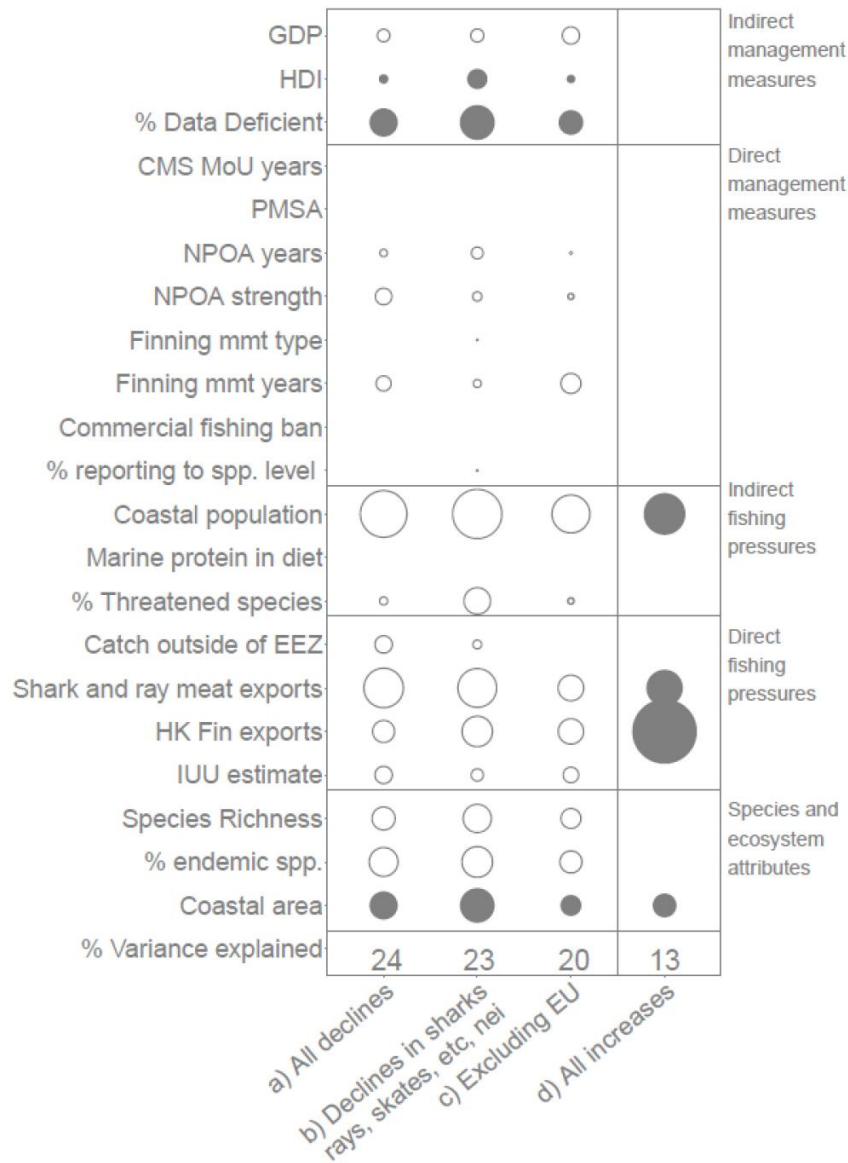 GDP
HDI
% Data Deficient
Indirect
management
measures
CMS MoU years
PMSA
NPOA years
NPOA strength
Finning mmt type
Finning mmt years
Commercial fishing ban
% reporting to spp. level
Direct
management
measures
Coastal population
Marine protein in diet
% Threatened species
Indirect
fishing
pressures
Catch outside of EEZ
Shark and ray meat exports
HK Fin exports
IUU estimate
Direct
fishing
pressures
Species Richness
% endemic spp.
Coastal area
Species and
ecosystem
attributes
% Variance explained
24 23 20 13
a) All declines
b) Declines in sharks
rays, skates, etc, nei
c) Excluding EU
d) All increases